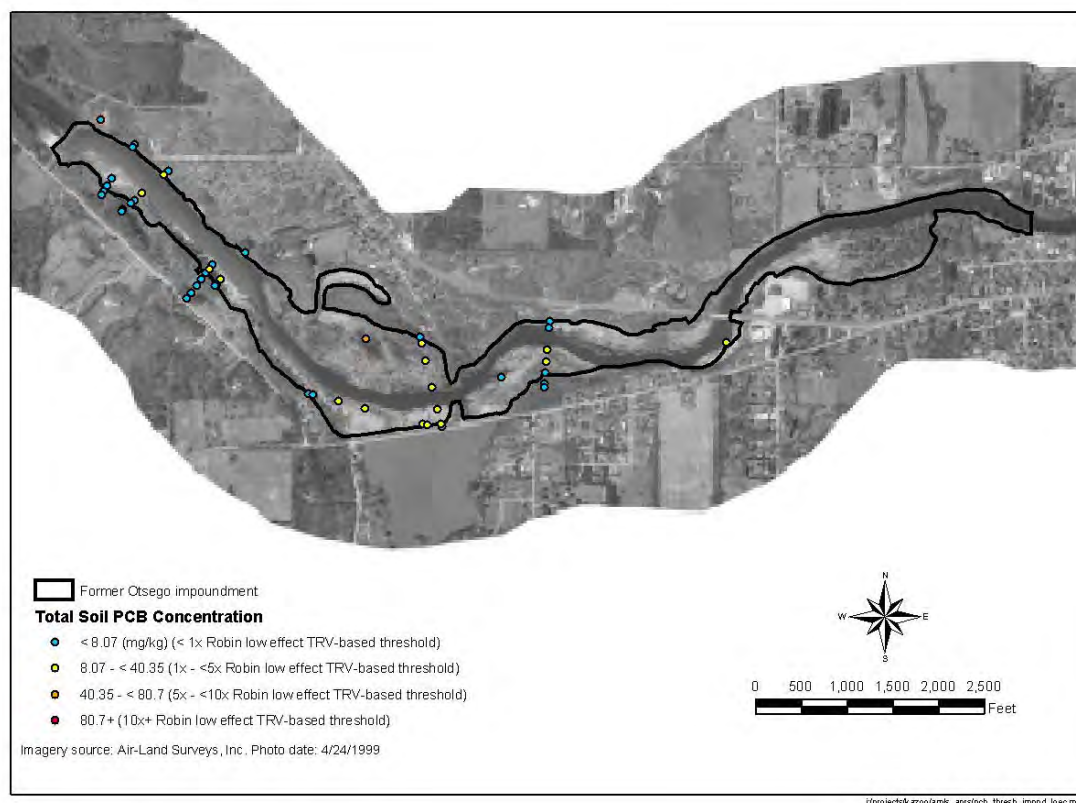 Former Otsego impoundment
Total Soil PCB Concentration
< 8.07 (mg/kg) (< 1x Robin low effect TRV-based threshold)
8.07 - < 40.35 (1x - <5x Robin low effect TRV-based threshold)
40.35 - < 80.7 (5x - <10x Robin low effect TRV-based threshold)
80.7+ (10x+ Robin low effect TRV-based threshold)
Imagery source: Air-Land Surveys, Inc. Photo date: 4/24/1999
N
W E
S
0 500 1,000 1,500 2,000 2,500
Feet